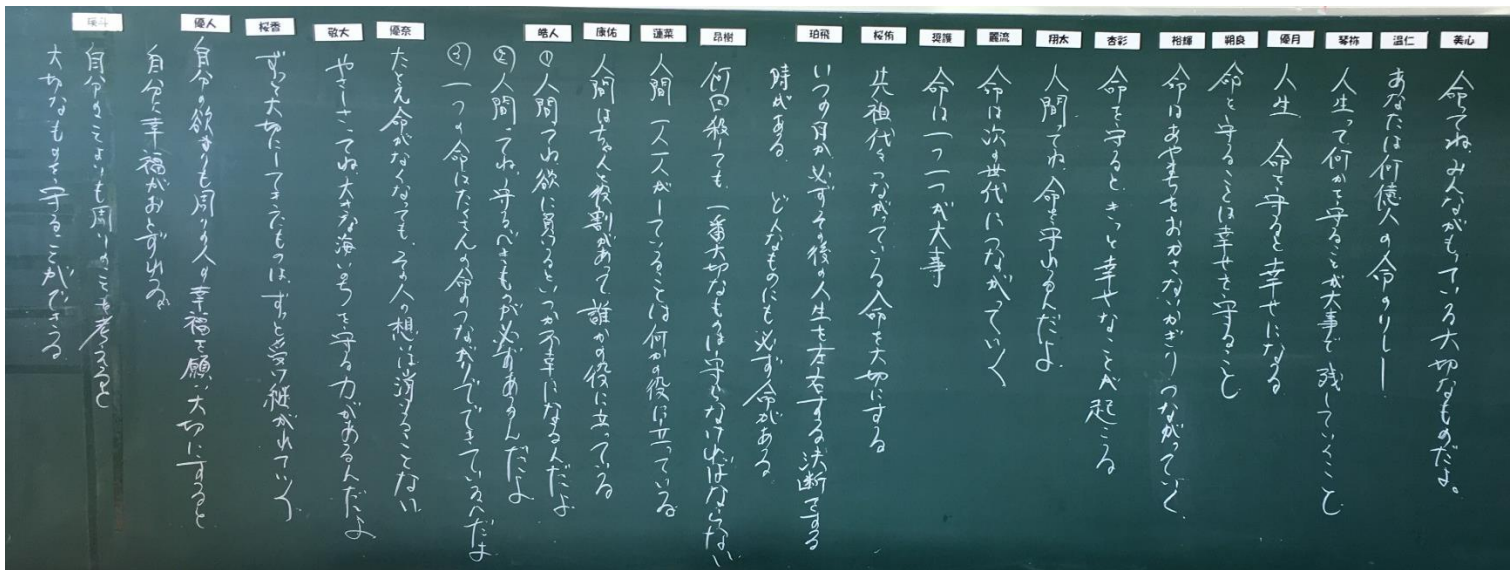 美心
命ってね、みんながもっている大切なものだよ。
温仁
あなたは何億人の命のリレー
琴祢
人生って何かを守ることが大事で残していくこと
優月
人生 命を守ると幸せになる
朔良
命を守ることは幸せを守ること
裕輝
命はあやまちをおかさないかぎりつながっていく
杏彩
命を守ると、きっと幸せなことが起こる
翔太
人間ってね、命を守れる人だよ
麗流
命は次の世代につながっていく
奨護
命は一つ一つが大事
桜侑
先祖代々つながっている命を大切にする
珀飛
いつの日か必ずその後の人生を左右する決断をする
時がある どんなものにも必ず命がある
昂樹
何回殺しても、一番大切なものは守らなければならない
蓮菜
人間一人一人がしていることは何かの役に立っている
康佑
人間はちゃんと役割があって誰かの役に立っている
皓人
①人間ってね欲に負けるといつか不幸になるんだよ
②人間ってね、守るべきものが必ずあるんだよ
③一つの命はたくさんの命のつながりでできているんだよ
優奈
たとえ命がなくなっても、その人の想いは消えることない
敬大
やさしさってね大きな海いのちを守る力があるんだよ
桜香
ずっと大切にしてきたものは、ずっと受け継がれていく
優人
自分の欲よりも周りの人の幸福を願い大切にすると
自分に幸福がおとずれる
自分のことよりも周りのことを考えると
大切なものを守ることができる